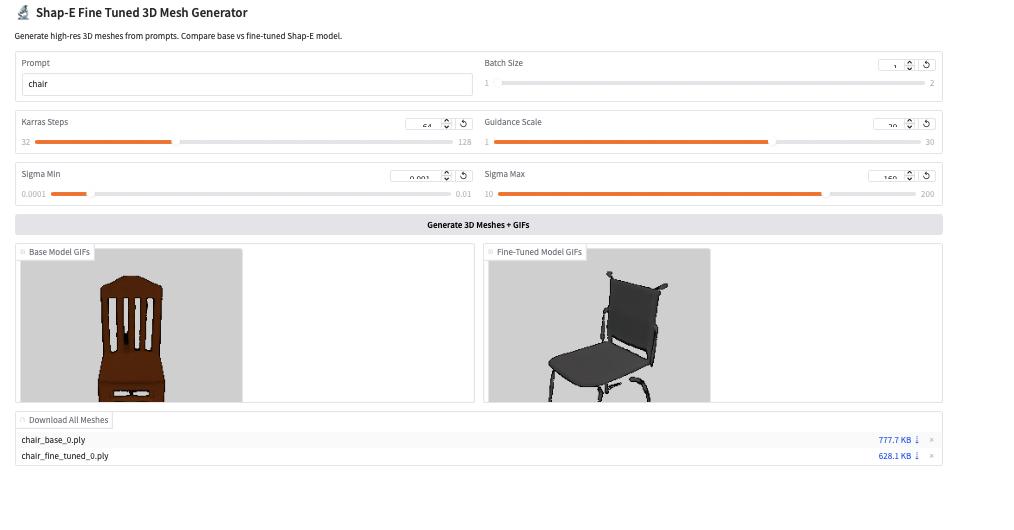 Shap-E Fine Tuned 3D Mesh Generator
Generate high-res 3D meshes from prompts. Compare base vs fine-tuned Shap-E model.
Prompt
chair
Batch Size
1
1
2
Karras Steps
64
32
128
Guidance Scale
20
1
30
Sigma Min
0.001
0.0001
0.01
Sigma Max
160
10
200
Generate 3D Meshes + GIFs
Base Model GIFs
Fine-Tuned Model GIFs
Download All Meshes
chair_base_0.ply
777.7 KB ↓ ×
chair_fine_tuned_0.ply
628.1 KB ↓ ×